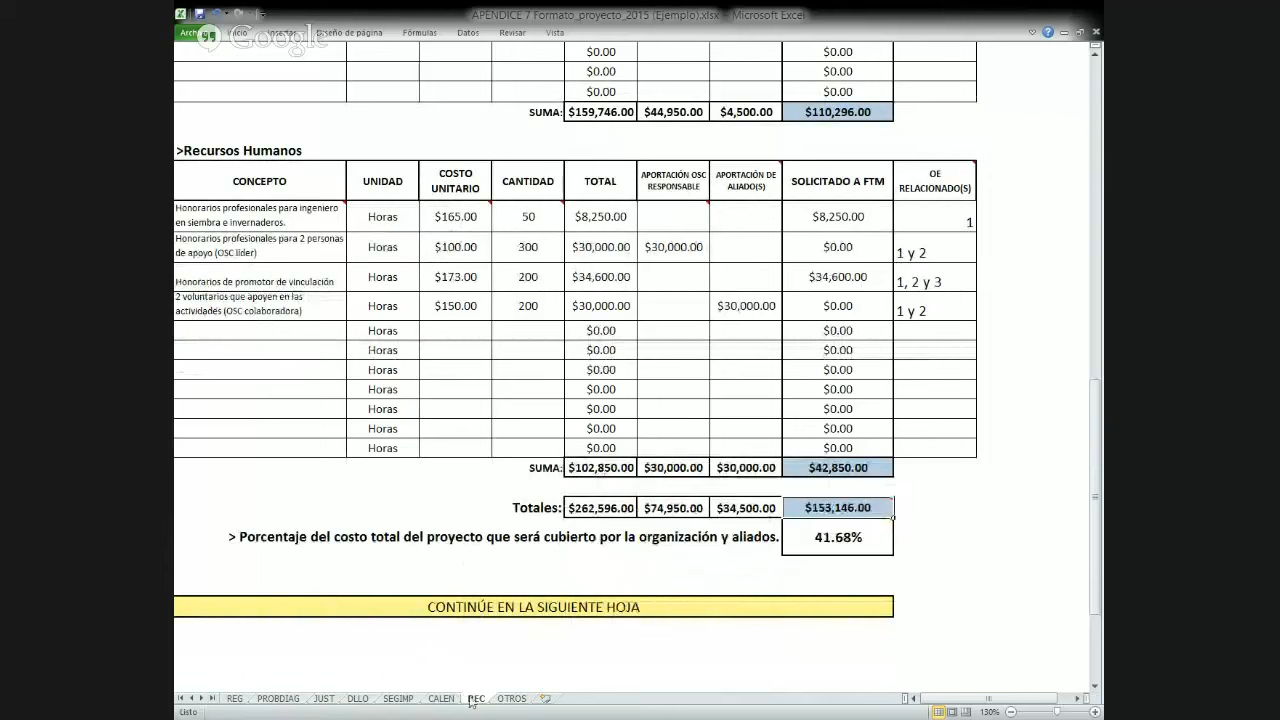 APENDICE 7 Formato_proyecto_2015 (Ejemplo).xlsx - Microsoft Excel
Archivo Inicio Insertar Diseño de página Fórmulas Datos Revisar Vista
Google
$0.00 $0.00
$0.00 $0.00
$0.00 $0.00
SUMA: $159,746.00 $44,950.00 $4,500.00 $110,296.00
>Recursos Humanos
CONCEPTO UNIDAD COSTO UNITARIO CANTIDAD TOTAL APORTACIÓN OSC RESPONSABLE APORTACIÓN DE ALIADO(S) SOLICITADO A FTM OE RELACIONADO(S)
Honorarios profesionales para ingeniero en siembra e invernaderos. Horas $165.00 50 $8,250.00 $8,250.00 1
Honorarios profesionales para 2 personas de apoyo (OSC líder) Horas $100.00 300 $30,000.00 $30,000.00 $0.00 1 y 2
Honorarios de promotor de vinculación Horas $173.00 200 $34,600.00 $34,600.00 1, 2 y 3
2 voluntarios que apoyen en las actividades (OSC colaboradora) Horas $150.00 200 $30,000.00 $30,000.00 $0.00 1 y 2
Horas $0.00 $0.00
Horas $0.00 $0.00
Horas $0.00 $0.00
Horas $0.00 $0.00
Horas $0.00 $0.00
Horas $0.00 $0.00
Horas $0.00 $0.00
SUMA: $102,850.00 $30,000.00 $30,000.00 $42,850.00
Totales: $262,596.00 $74,950.00 $34,500.00 $153,146.00
> Porcentaje del costo total del proyecto que será cubierto por la organización y aliados. 41.68%
CONTINÚE EN LA SIGUIENTE HOJA
REG PROBDIAG JUST DLLO SEGIMP CALEN REC OTROS
Listo 130%